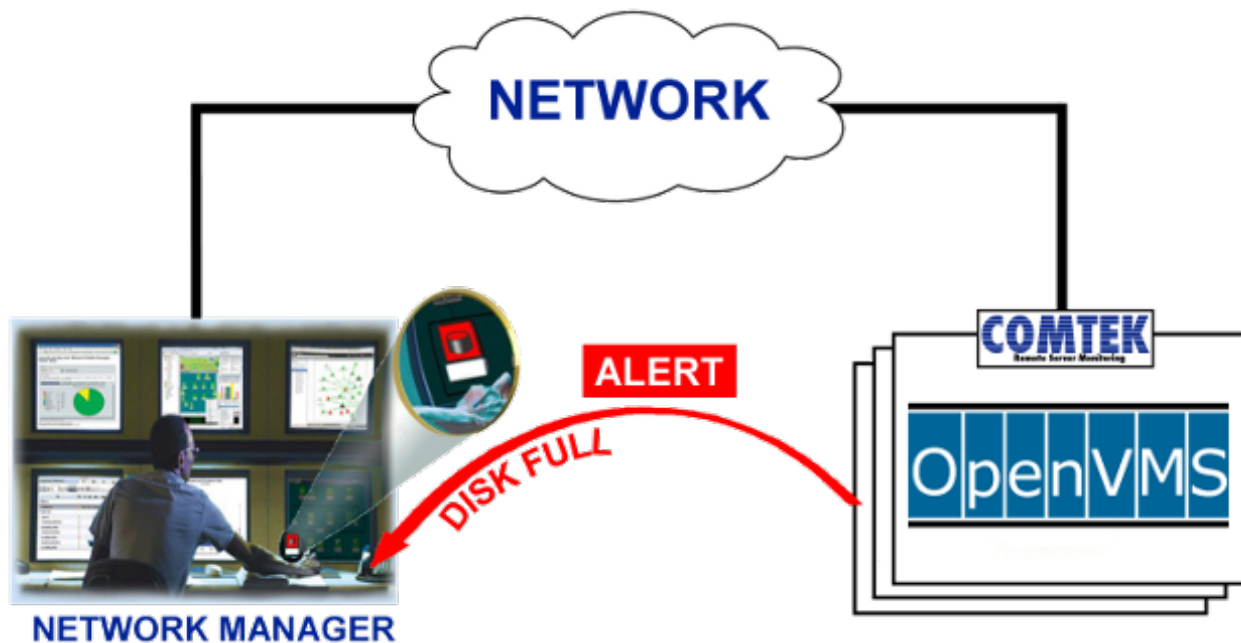 NETWORK
COMTEK
Remote Server Monitoring
ALERT
DISK FULL
OpenVMS
NETWORK MANAGER